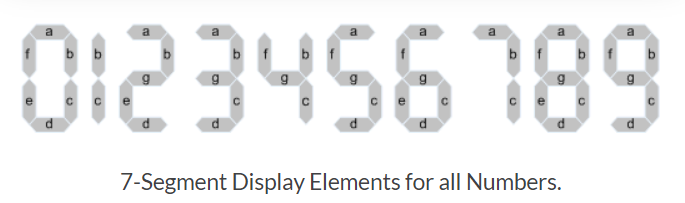 a a a a a a a a
f b b b b f b f f b f b f b
g g g g g g g
e c c e c c c e c c e c c
d d d d d d d
7-Segment Display Elements for all Numbers.